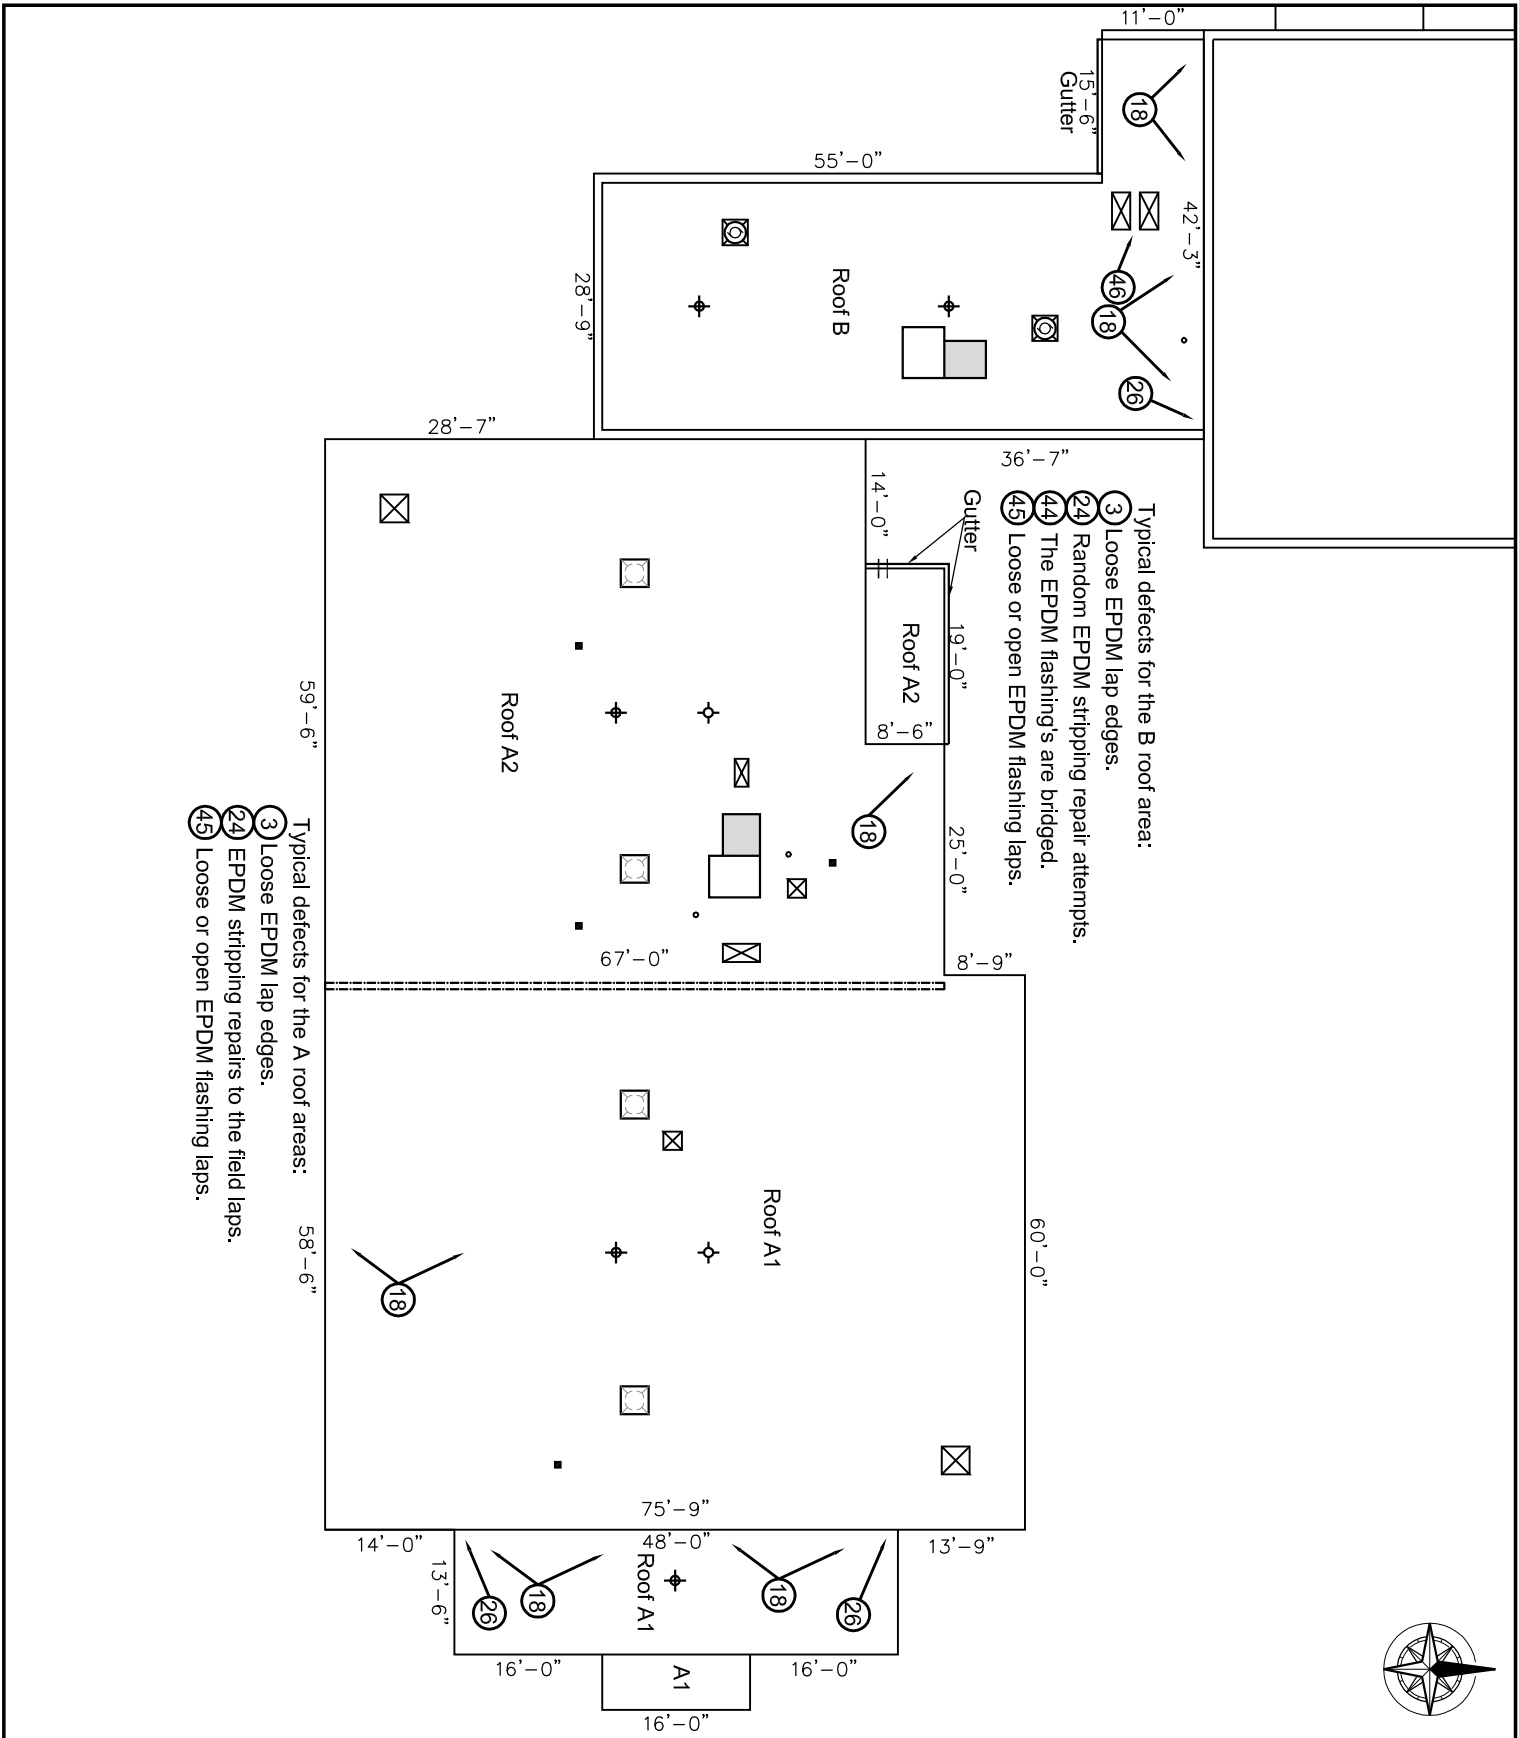 11'-0"
15'-6"
Gutter
18
55'-0"
42'-3"
46
18
26
Roof B
28'-9"
28'-7"
36'-7"
14'-0"
Gutter
Typical defects for the B roof area:
3 Loose EPDM lap edges.
24 Random EPDM stripping repair attempts.
44 The EPDM flashing's are bridged.
45 Loose or open EPDM flashing laps.
19'-0"
Roof A2
8'-6"
Roof A2
59'-6"
18
25'-0"
67'-0"
8'-9"
Typical defects for the A roof areas:
3 Loose EPDM lap edges.
24 EPDM stripping repairs to the field laps.
45 Loose or open EPDM flashing laps.
Roof A1
60'-0"
58'-6"
18
75'-9"
14'-0"
48'-0"
13'-9"
13'-6"
26
18
Roof A1
18
26
16'-0"
A1
16'-0"
16'-0"